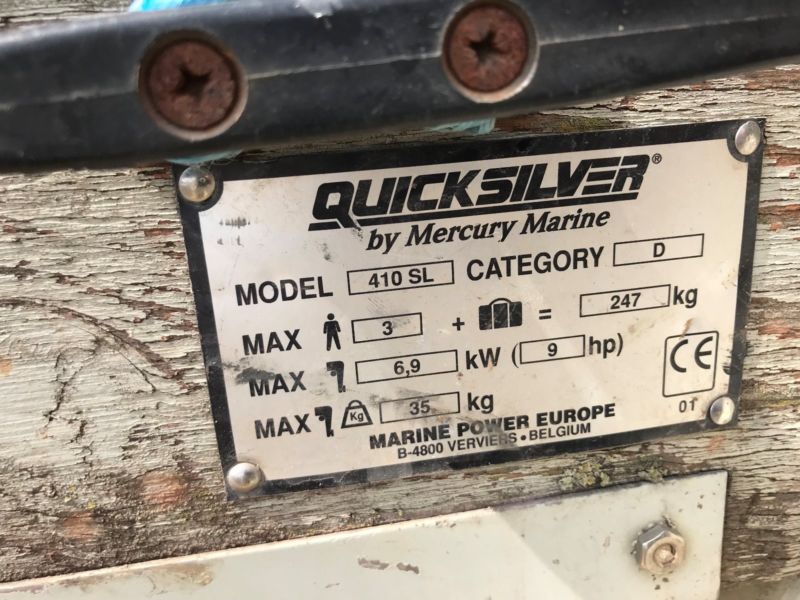 QUICKSILVER®
by Mercury Marine
MODEL 410 SL CATEGORY D
MAX 3 + = 247 kg
MAX 6,9 kW ( 9 hp)
MAX Kg 35 kg
CE
01
MARINE POWER EUROPE
B-4800 VERVIERS • BELGIUM